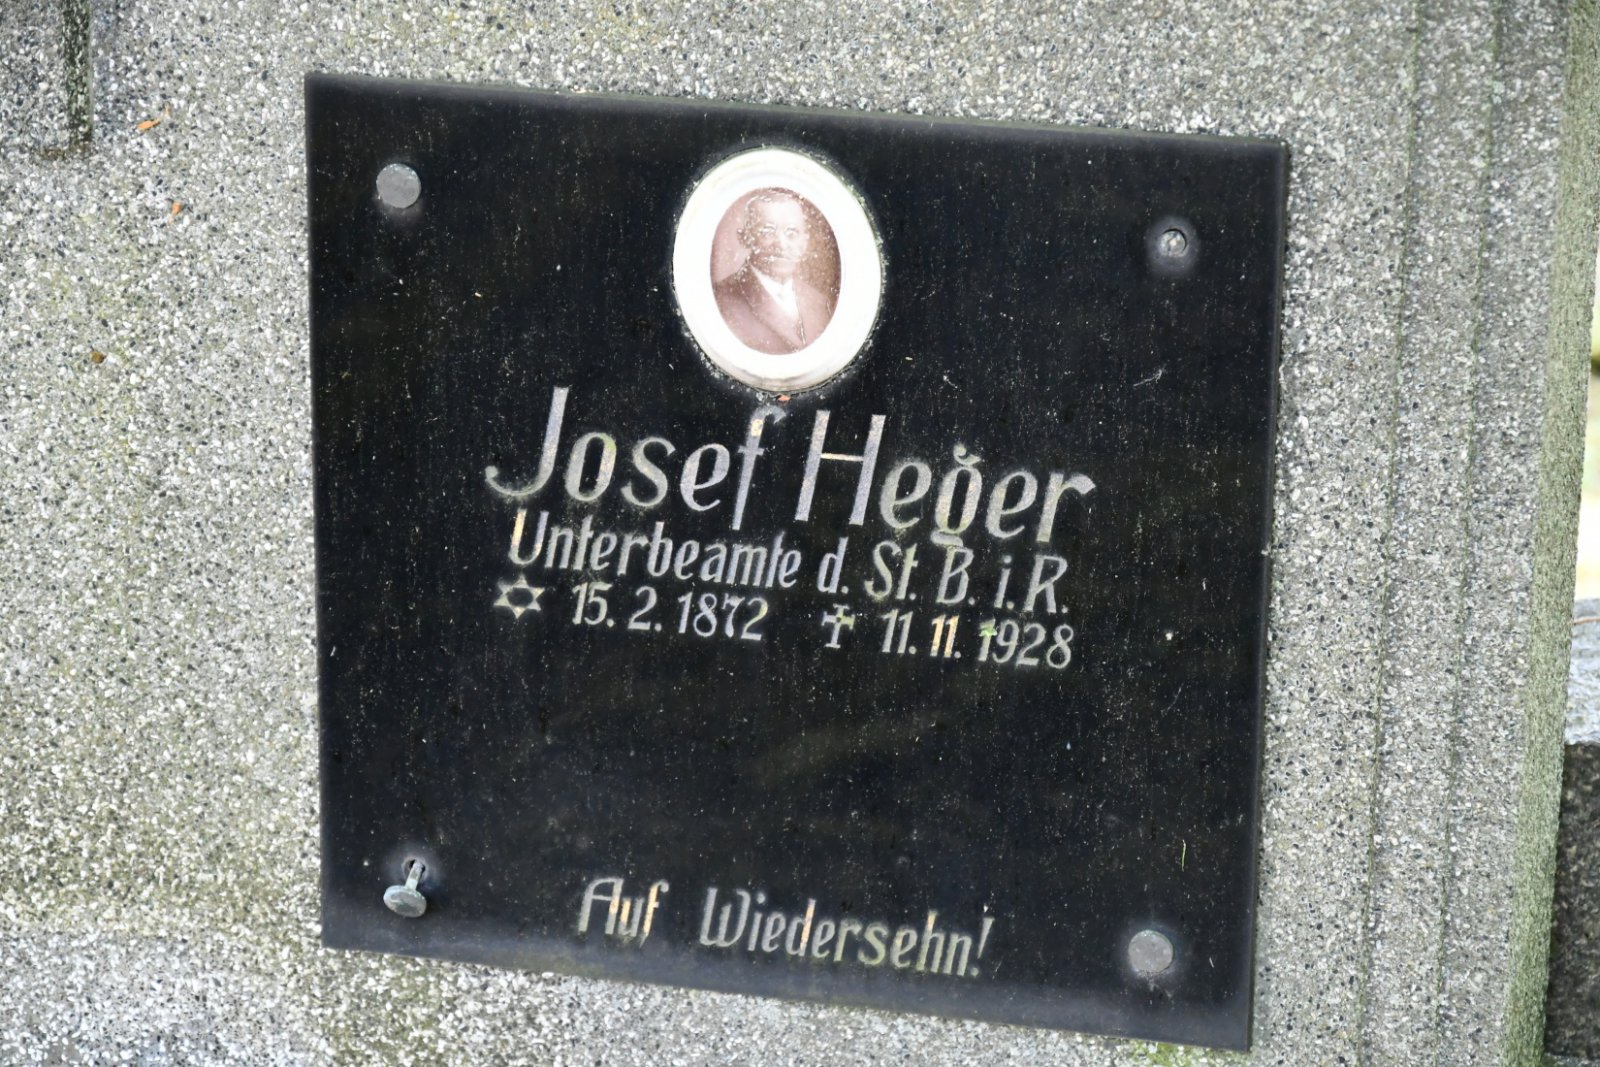 Josef Heger
Unterbeamte d. St. B. i. R.
✡ 15. 2. 1872 ✝ 11. 11. 1928
Auf Wiedersehn!